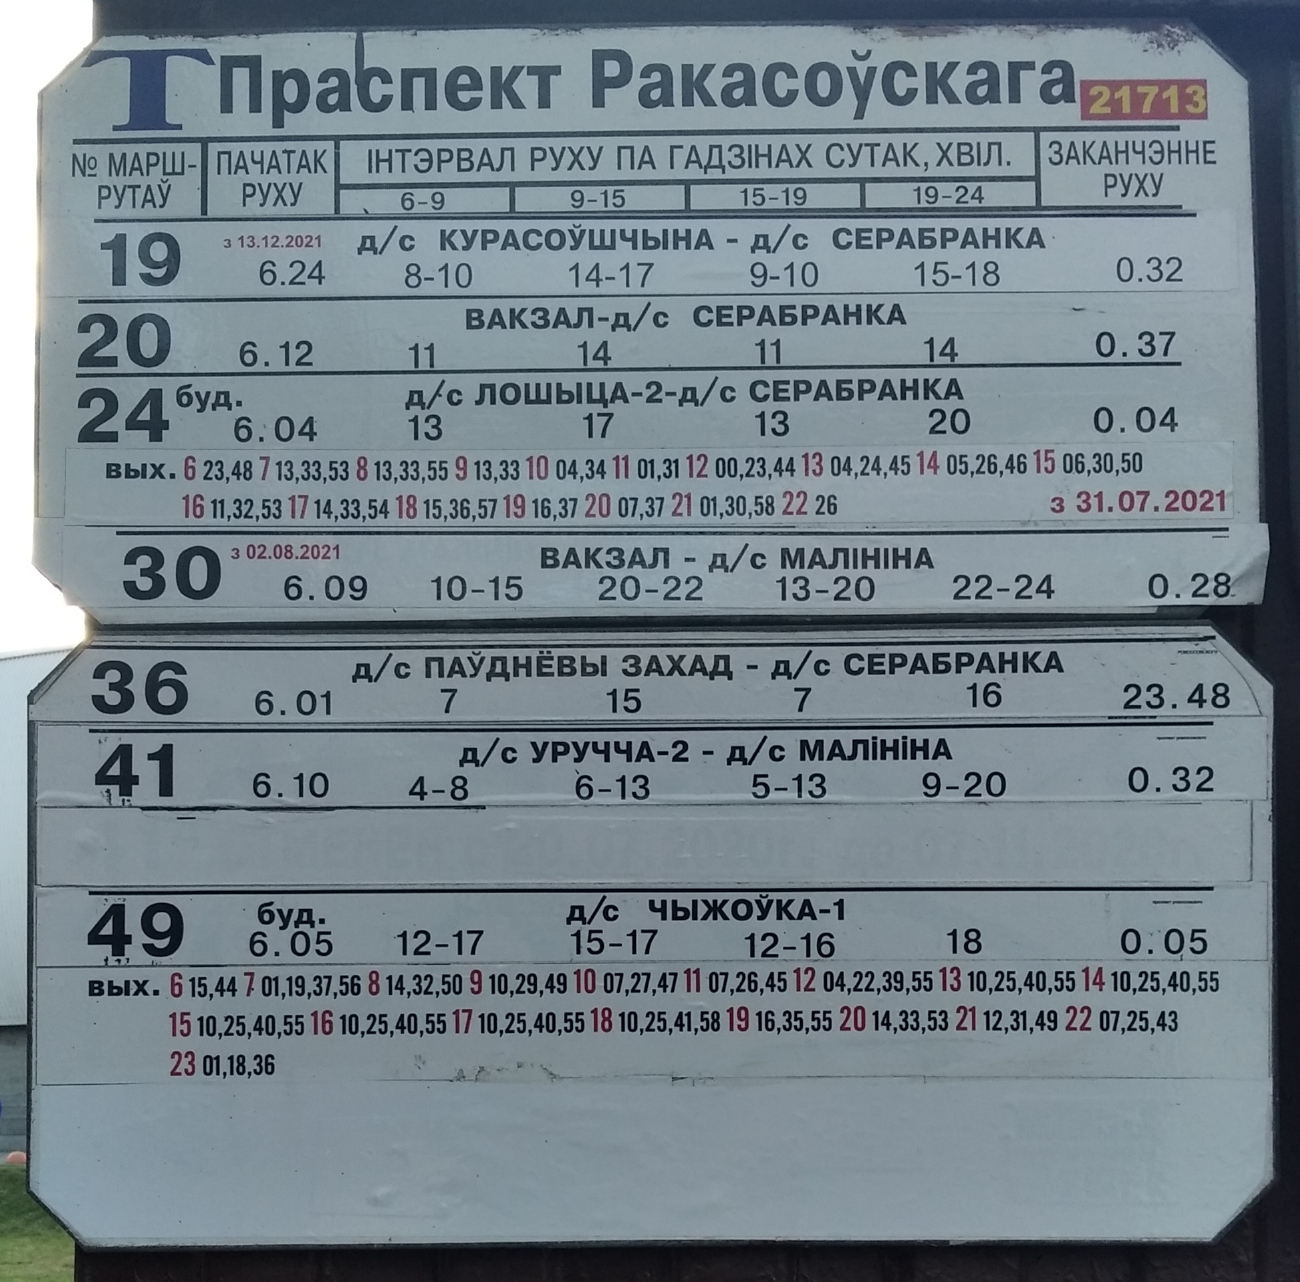 Т Праспект Ракасоўскага 21713
№ МАРШ-РУТАЎ ПАЧАТАК РУХУ ІНТЭРВАЛ РУХУ ПА ГАДЗІНАХ СУТАК, ХВІЛ. ЗАКАНЧЭННЕ РУХУ
6-9 9-15 15-19 19-24
19 з 13.12.2021 д/с КУРАСОЎШЧЫНА - д/с СЕРАБРАНКА
6.24 8-10 14-17 9-10 15-18 0.32
20 ВАКЗАЛ-д/с СЕРАБРАНКА
6.12 11 14 11 14 0.37
24 буд. д/с ЛОШЫЦА-2-д/с СЕРАБРАНКА
6.04 13 17 13 20 0.04
вых. 6 23,48 7 13,33,53 8 13,33,55 9 13,33 10 04,34 11 01,31 12 00,23,44 13 04,24,45 14 05,26,46 15 06,30,50
16 11,32,53 17 14,33,54 18 15,36,57 19 16,37 20 07,37 21 01,30,58 22 26 з 31.07.2021
30 з 02.08.2021 ВАКЗАЛ - д/с МАЛІНІНА
6.09 10-15 20-22 13-20 22-24 0.28
36 д/с ПАЎДНЁВЫ ЗАХАД - д/с СЕРАБРАНКА
6.01 7 15 7 16 23.48
41 д/с УРУЧЧА-2 - д/с МАЛіНіНА
6.10 4-8 6-13 5-13 9-20 0.32
49 буд. д/с ЧЫЖОЎКА-1
6.05 12-17 15-17 12-16 18 0.05
вых. 6 15,44 7 01,19,37,56 8 14,32,50 9 10,29,49 10 07,27,47 11 07,26,45 12 04,22,39,55 13 10,25,40,55 14 10,25,40,55
15 10,25,40,55 16 10,25,40,55 17 10,25,40,55 18 10,25,41,58 19 16,35,55 20 14,33,53 21 12,31,49 22 07,25,43
23 01,18,36